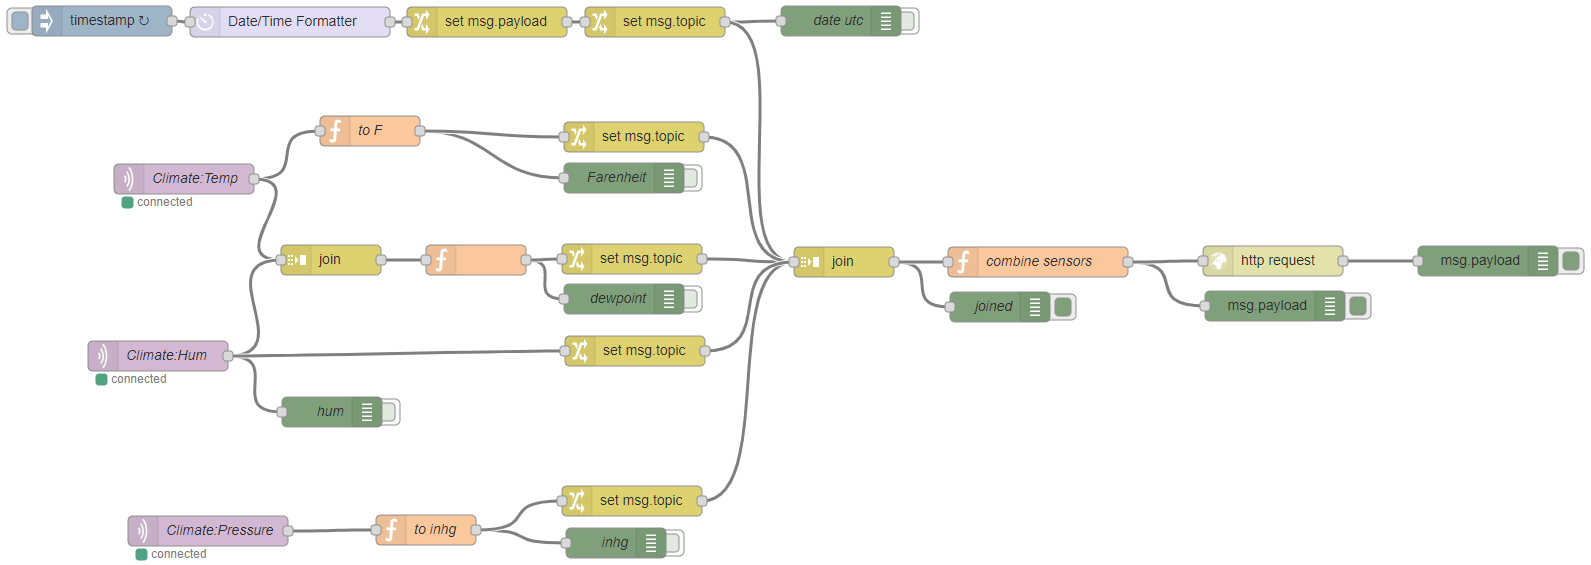 timestamp ↻
Date/Time Formatter
set msg.payload
set msg.topic
date utc
to F
set msg.topic
Climate:Temp
Farenheit
connected
join
set msg.topic
join
combine sensors
http request
msg.payload
dewpoint
joined
msg.payload
Climate:Hum
set msg.topic
connected
hum
set msg.topic
Climate:Pressure
to inhg
inhg
connected